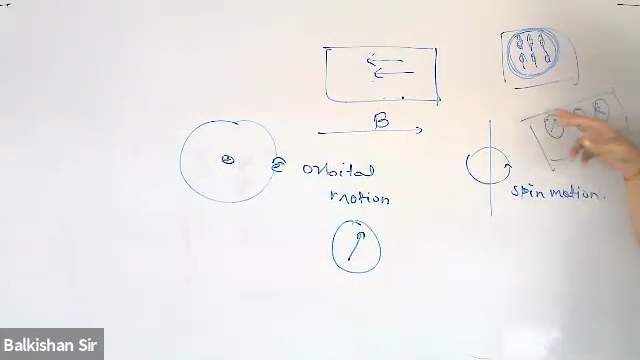 B
orbital
motion
spin motion.
Balkishan Sir